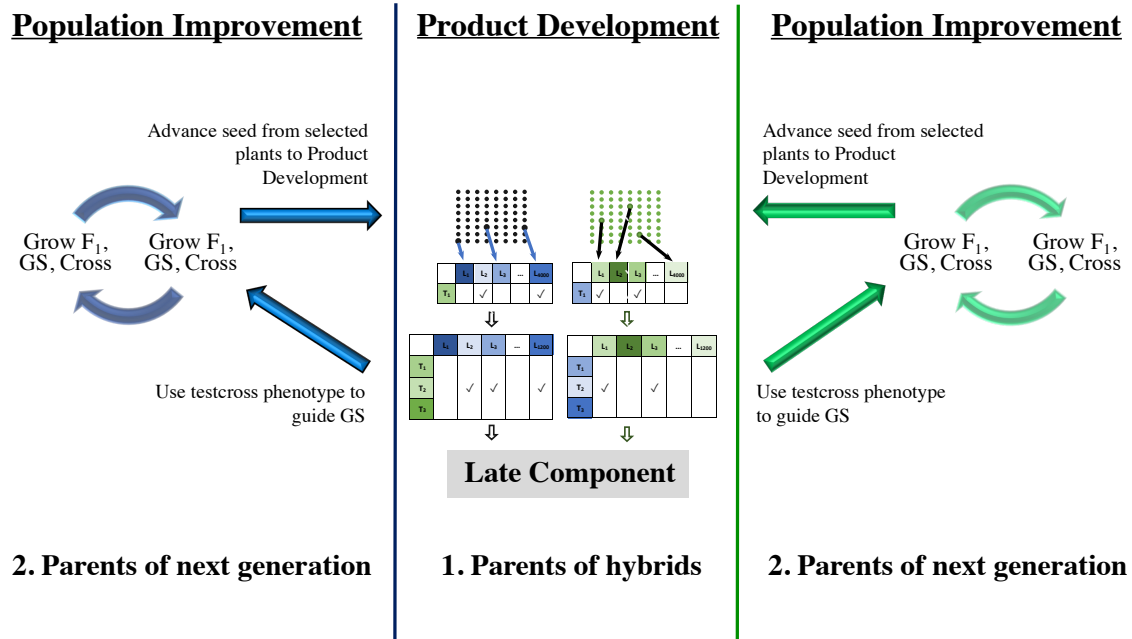 Population Improvement
Product Development
Population Improvement
Advance seed from selected
plants to Product
Development
Grow F₁,
GS, Cross
Grow F₁,
GS, Cross
Use testcross phenotype to
guide GS
L₁ L₂ L₃ ... L₄₀₀₀
T₁ ✓ ✓
L₁ L₂ L₃ ... L₁₂₀₀
T₁
T₂ ✓ ✓ ✓
T₃
L₁ L₂ L₃ ... L₄₀₀₀
T₁ ✓ ✓
L₁ L₂ L₃ ... L₁₂₀₀
T₁
T₂ ✓ ✓
T₃
Late Component
Advance seed from selected
plants to Product
Development
Grow F₁,
GS, Cross
Grow F₁,
GS, Cross
Use testcross phenotype
to guide GS
2. Parents of next generation
1. Parents of hybrids
2. Parents of next generation